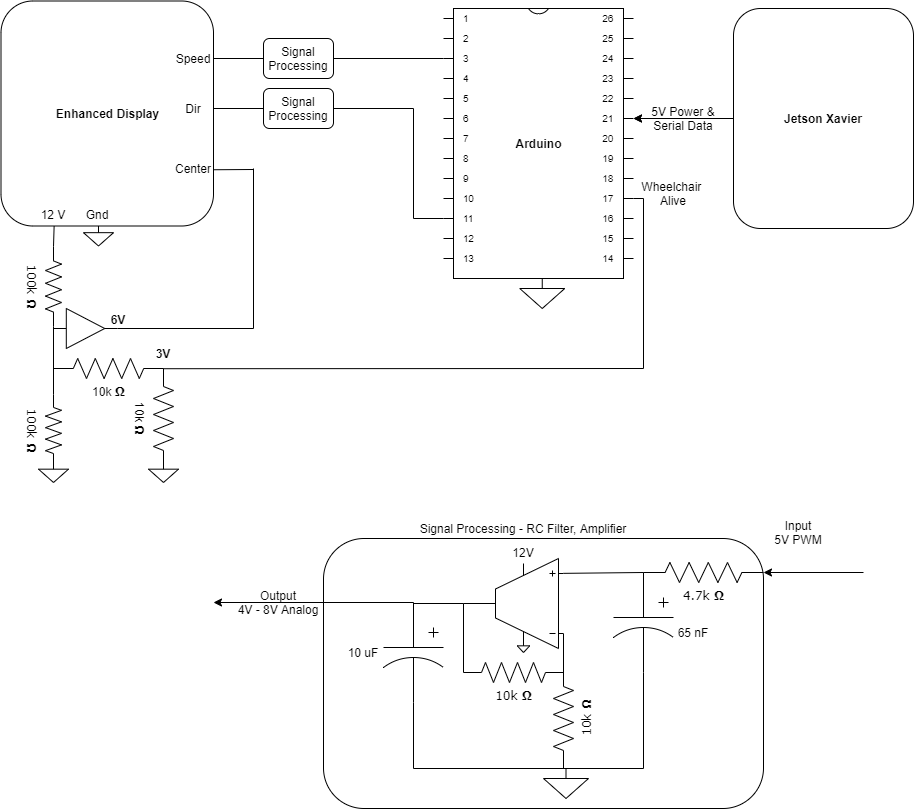 Enhanced Display
Speed
Dir
Center
12 V
Gnd
Signal
Processing
Signal
Processing
1
2
3
4
5
6
7
8
9
10
11
12
13
Arduino
26
25
24
23
22
21
20
19
18
17
16
15
14
5V Power &
Serial Data
Jetson Xavier
Wheelchair
Alive
100k Ω
6V
3V
10k Ω
100k Ω
10k Ω
Signal Processing - RC Filter, Amplifier
Input
5V PWM
12V
+
−
4.7k Ω
+
65 nF
Output
4V - 8V Analog
+
10 uF
10k Ω
10k Ω